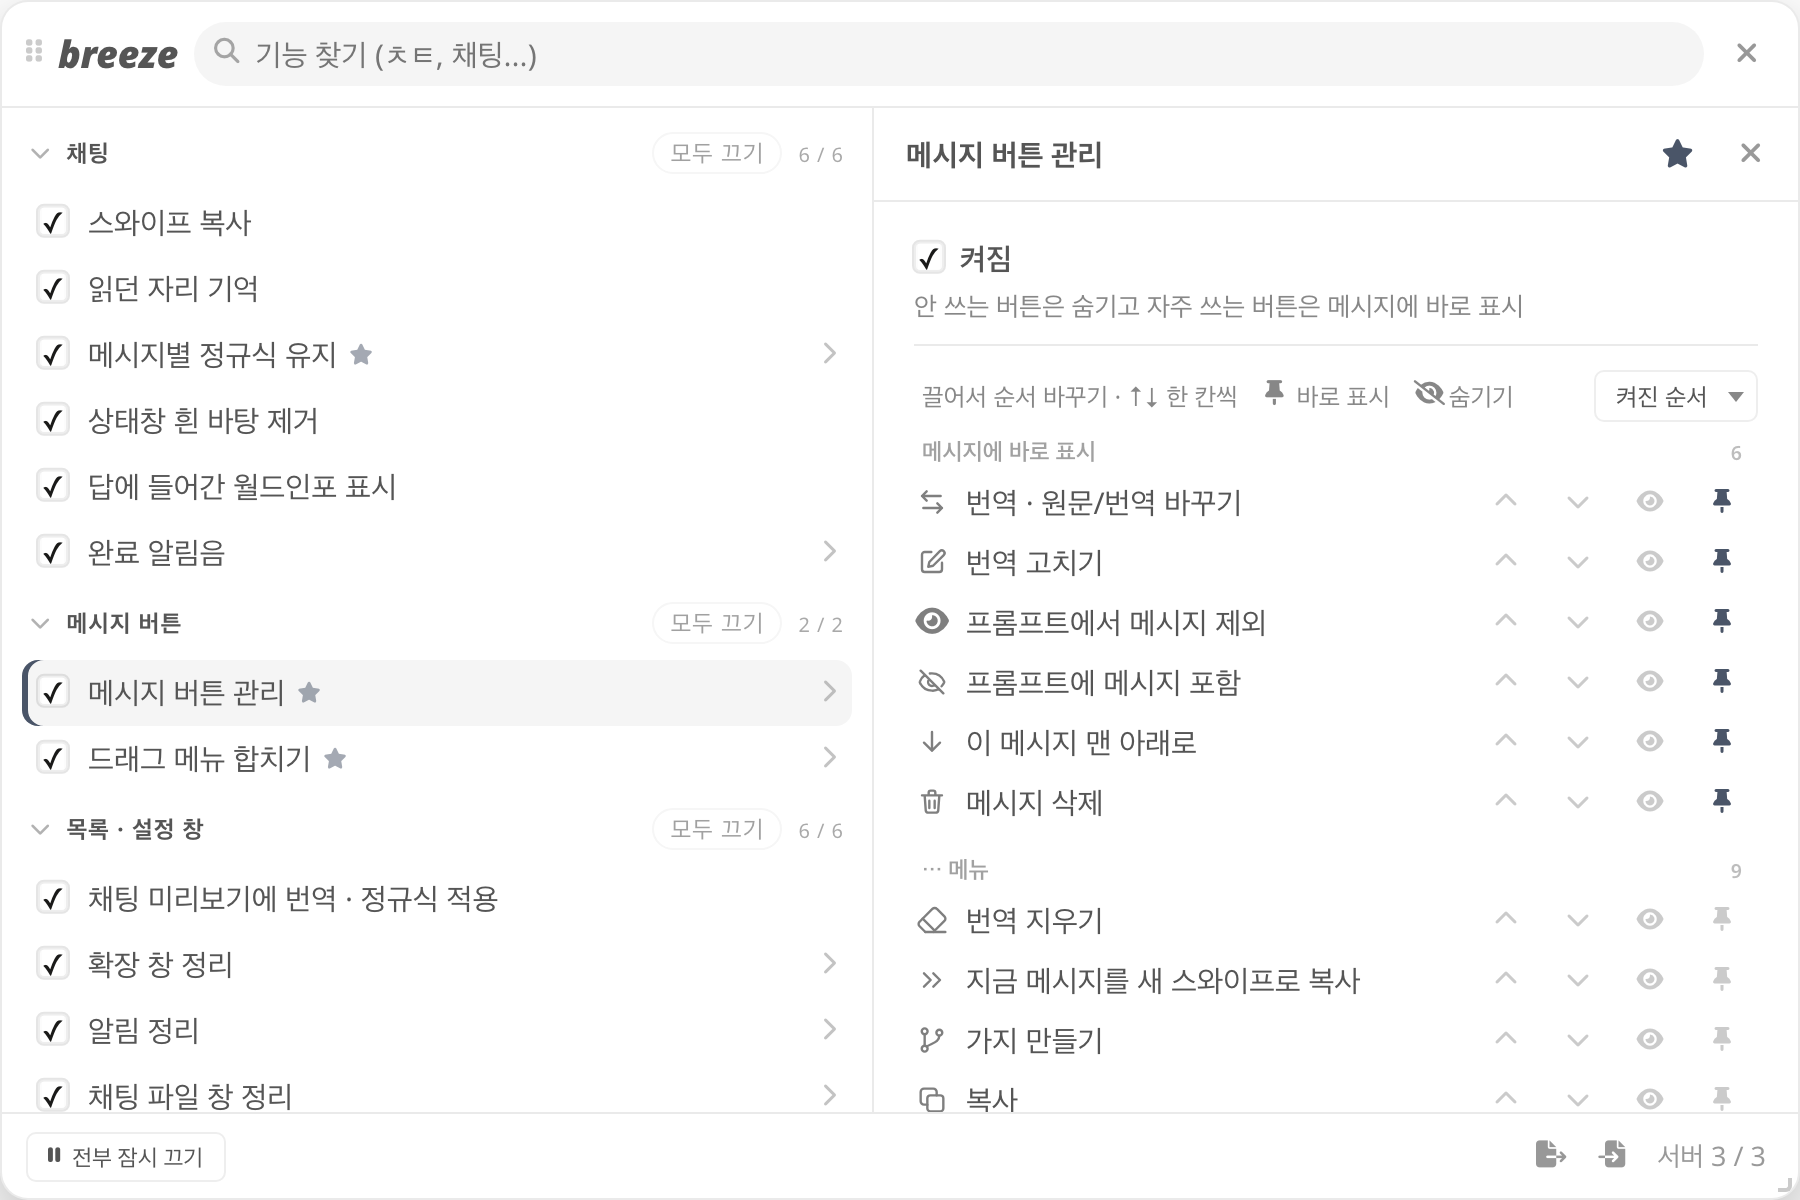 breeze
기능 찾기 (ㅊㅌ, 채팅...)
채팅 모두 끄기 6 / 6
스와이프 복사
읽던 자리 기억
메시지별 정규식 유지
상태창 흰 바탕 제거
답에 들어간 월드인포 표시
완료 알림음
메시지 버튼 모두 끄기 2 / 2
메시지 버튼 관리
드래그 메뉴 합치기
목록 · 설정 창 모두 끄기 6 / 6
채팅 미리보기에 번역 · 정규식 적용
확장 창 정리
알림 정리
채팅 파일 창 정리
메시지 버튼 관리
켜짐
안 쓰는 버튼은 숨기고 자주 쓰는 버튼은 메시지에 바로 표시
끌어서 순서 바꾸기 · ↑↓ 한 칸씩 바로 표시 숨기기 켜진 순서
메시지에 바로 표시 6
번역 · 원문/번역 바꾸기
번역 고치기
프롬프트에서 메시지 제외
프롬프트에 메시지 포함
이 메시지 맨 아래로
메시지 삭제
··· 메뉴 9
번역 지우기
지금 메시지를 새 스와이프로 복사
가지 만들기
복사
전부 잠시 끄기
서버 3 / 3